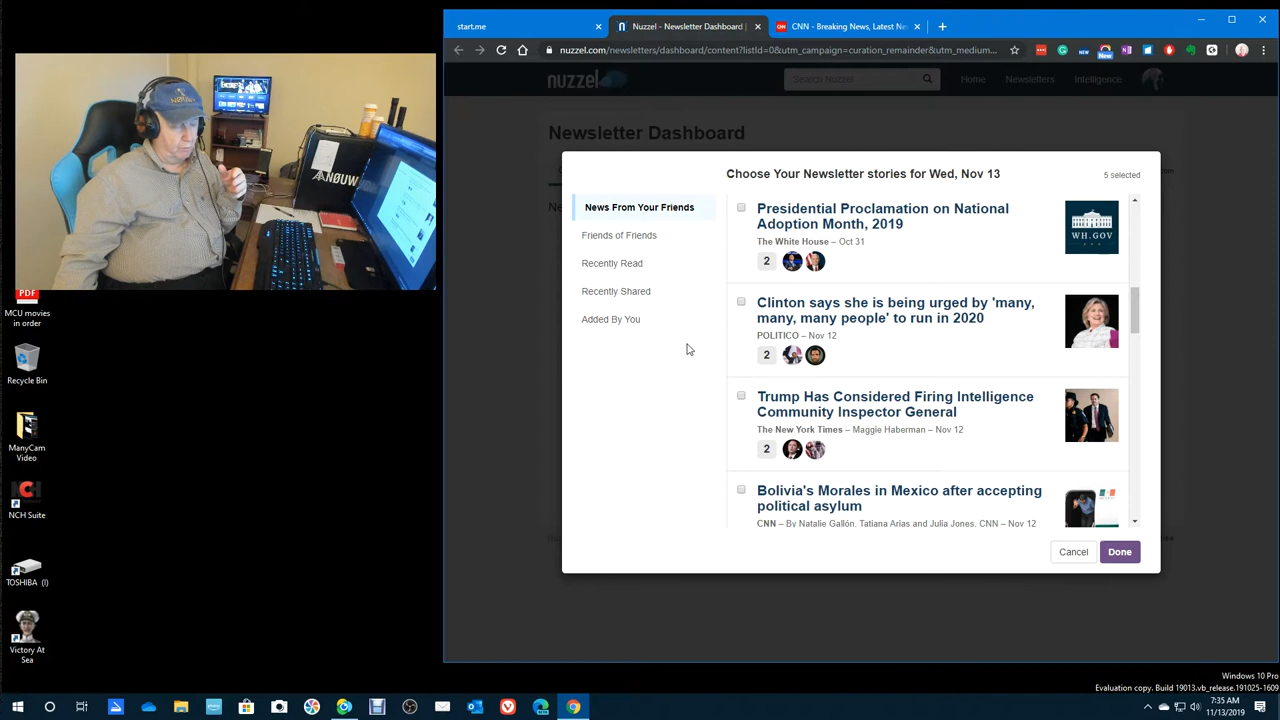 start.me
Nuzzel - Newsletter Dashboard |
CNN - Breaking News, Latest Ne
nuzzel.com/newsletters/dashboard/content?listId=0&utm_campaign=curation_remainder&utm_medium...
New
nuzzel
Search Nuzzel
Home
Newsletters
Intelligence
Newsletter Dashboard
Choose Your Newsletter stories for Wed, Nov 13
5 selected
News From Your Friends
Friends of Friends
Recently Read
Recently Shared
Added By You
Presidential Proclamation on National
Adoption Month, 2019
The White House – Oct 31
2
WH.GOV
Clinton says she is being urged by 'many,
many, many people' to run in 2020
POLITICO – Nov 12
2
Trump Has Considered Firing Intelligence
Community Inspector General
The New York Times – Maggie Haberman – Nov 12
2
Bolivia's Morales in Mexico after accepting
political asylum
CNN – By Natalie Gallón, Tatiana Arias and Julia Jones, CNN – Nov 12
Cancel
Done
ANØUW
PDF
MCU movies
in order
Recycle Bin
ManyCam
Video
NCH
NCH Suite
TOSHIBA (I)
Victory At
Sea
Windows 10 Pro
Evaluation copy. Build 19013.vb_release.191025-1609
7:35 AM
11/13/2019